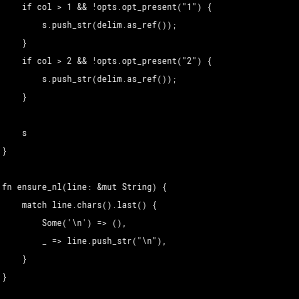 if col > 1 && !opts.opt_present("1") {
s.push_str(delim.as_ref());
}
if col > 2 && !opts.opt_present("2") {
s.push_str(delim.as_ref());
}
s
}
fn ensure_nl(line: &mut String) {
match line.chars().last() {
Some('\n') => (),
_ => line.push_str("\n"),
}
}